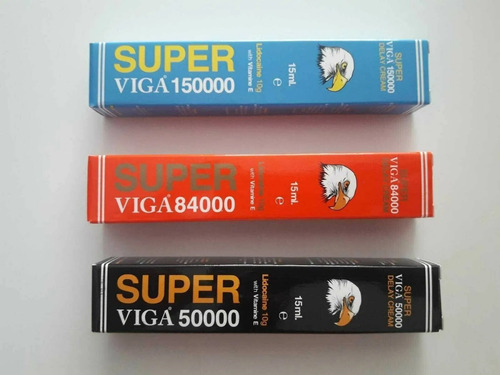 SUPER
VIGA 150000
Lidocaine 10g
with Vitamine E
15ml.
e
SUPER
VIGA 150000
DELAY CREAM
SUPER
VIGA 84000
with Vitamine E
15ml.
e
VIGA 84000
SUPER
VIGA 50000
Lidocaine 10g
with Vitamine E
15ml.
e
SUPER
VIGA 50000
DELAY CREAM